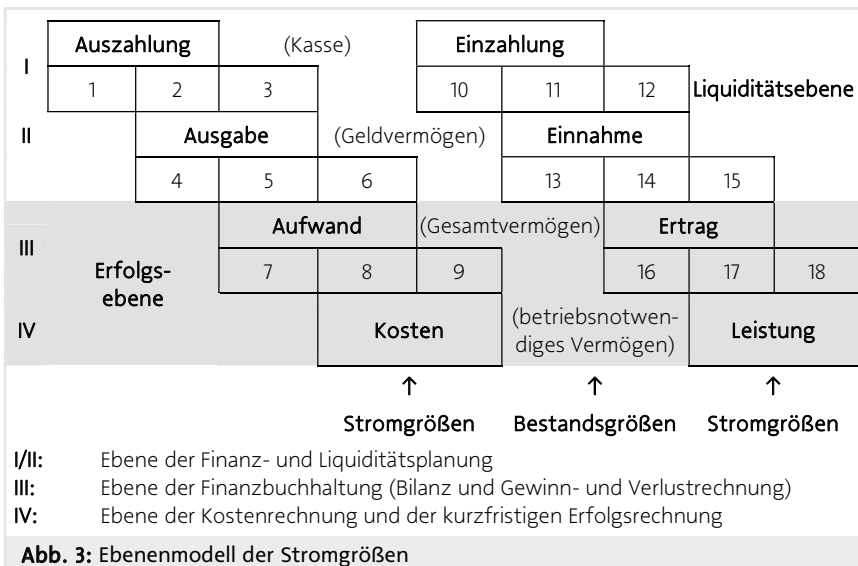 Auszahlung (Kasse) Einzahlung
I
1 2 3 10 11 12 Liquiditätsebene
II Ausgabe (Geldvermögen) Einnahme
4 5 6 13 14 15
Aufwand (Gesamtvermögen) Ertrag
III
7 8 9 16 17 18
Erfolgs-
ebene
IV Kosten (betriebsnotwen-
diges Vermögen) Leistung
↑ ↑ ↑
Stromgrößen Bestandsgrößen Stromgrößen
I/II: Ebene der Finanz- und Liquiditätsplanung
III: Ebene der Finanzbuchhaltung (Bilanz und Gewinn- und Verlustrechnung)
IV: Ebene der Kostenrechnung und der kurzfristigen Erfolgsrechnung
Abb. 3: Ebenenmodell der Stromgrößen